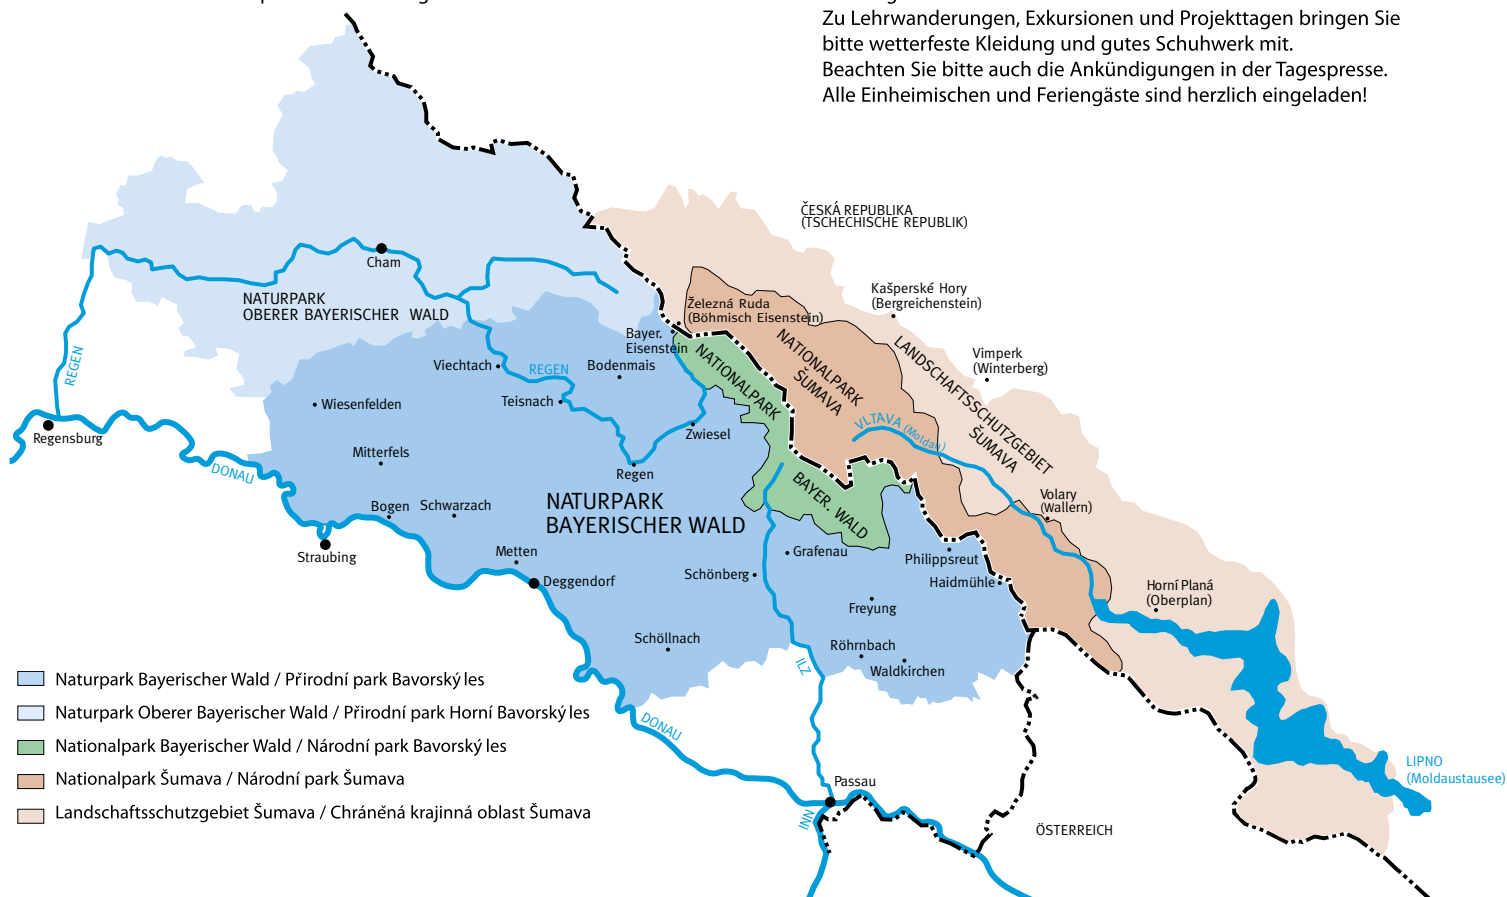 Zu Lehrwanderungen, Exkursionen und Projekttagen bringen Sie
bitte wetterfeste Kleidung und gutes Schuhwerk mit.
Beachten Sie bitte auch die Ankündigungen in der Tagespresse.
Alle Einheimischen und Feriengäste sind herzlich eingeladen!
ČESKÁ REPUBLIKA
(TSCHECHISCHE REPUBLIK)
Cham
NATURPARK
OBERER BAYERISCHER WALD
Kašperské Hory
(Bergreichenstein)
Železná Ruda
(Böhmisch Eisenstein)
Bayer.
Eisenstein
NATIONALPARK
ŠUMAVA
LANDSCHAFTSSCHUTZGEBIET
ŠUMAVA
Vimperk
(Winterberg)
REGEN
Viechtach
REGEN
Bodenmais
NATIONALPARK
BAYER. WALD
Wiesenfelden
Teisnach
VLTAVA (Moldau)
Regensburg
Zwiesel
Mitterfels
DONAU
Regen
Bogen
Schwarzach
NATURPARK
BAYERISCHER WALD
Volary
(Wallern)
Straubing
Metten
Deggendorf
Grafenau
Schönberg
Philippsreut
Haidmühle
Horní Planá
(Oberplan)
Freyung
Schöllnach
Röhrnbach
Waldkirchen
ILZ
DONAU
Passau
INN
LIPNO
(Moldaustausee)
ÖSTERREICH
Naturpark Bayerischer Wald / Přirodní park Bavorský les
Naturpark Oberer Bayerischer Wald / Přirodní park Horní Bavorský les
Nationalpark Bayerischer Wald / Národní park Bavorský les
Nationalpark Šumava / Národní park Šumava
Landschaftsschutzgebiet Šumava / Chráněná krajinná oblast Šumava